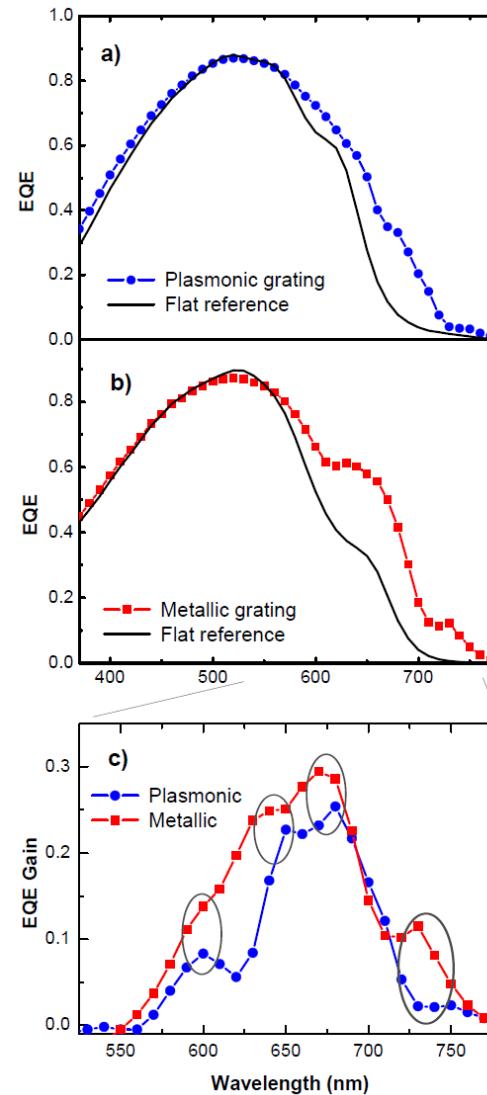 a)
1.0
0.8
0.6
0.4
0.2
0.0
EQE
Plasmonic grating
Flat reference
b)
0.8
0.6
0.4
0.2
0.0
EQE
Metallic grating
Flat reference
400 500 600 700
c)
0.3
0.2
0.1
0.0
EQE Gain
Plasmonic
Metallic
550 600 650 700 750
Wavelength (nm)